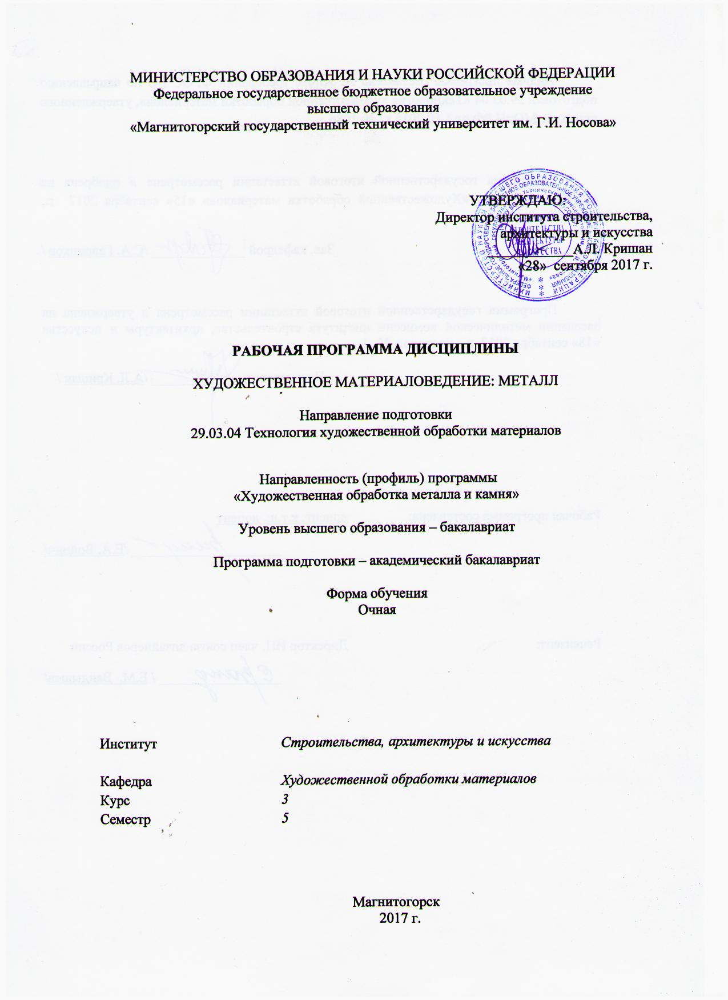 МИНИСТЕРСТВО ОБРАЗОВАНИЯ И НАУКИ РОССИЙСКОЙ ФЕДЕРАЦИИ
Федеральное государственное бюджетное образовательное учреждение
высшего образования
«Магнитогорский государственный технический университет им. Г.И. Носова»
УТВЕРЖДАЮ:
Директор института строительства,
архитектуры и искусства
А.Л. Кришан
«28» сентября 2017 г.
РАБОЧАЯ ПРОГРАММА ДИСЦИПЛИНЫ
ХУДОЖЕСТВЕННОЕ МАТЕРИАЛОВЕДЕНИЕ: МЕТАЛЛ
Направление подготовки
29.03.04 Технология художественной обработки материалов
Направленность (профиль) программы
«Художественная обработка металла и камня»
Уровень высшего образования – бакалавриат
Программа подготовки – академический бакалавриат
Форма обучения
Очная
Институт Строительства, архитектуры и искусства
Кафедра Художественной обработки материалов
Курс 3
Семестр 5
Магнитогорск
2017 г.